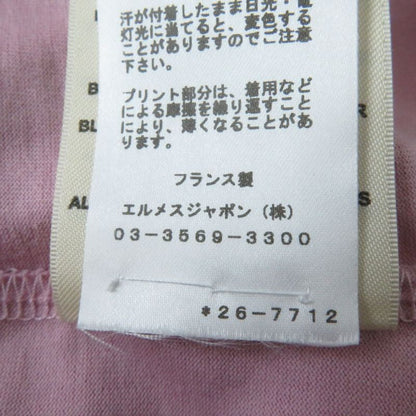 汗が付着したまま日光・
灯光に当てると、変色する
ことがありますのでご注意
下さい。
プリント部分は、着用など
による摩擦を繰り返すこと
により、薄くなることがあ
ります。
フランス製
エルメスジャポン(株)
03-3569-3300
*26-7712
B
BL
R
AL
S